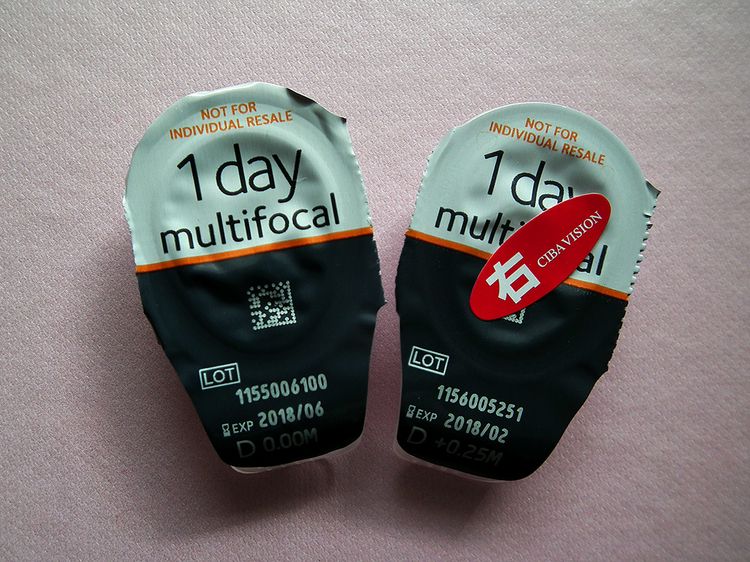 NOT FOR
INDIVIDUAL RESALE
1 day
multifocal
LOT
1155006100
EXP 2018/06
D 0.00M
NOT FOR
INDIVIDUAL RESALE
1 day
右 CIBA VISION
LOT
1156005251
EXP 2018/02
D +0.25M